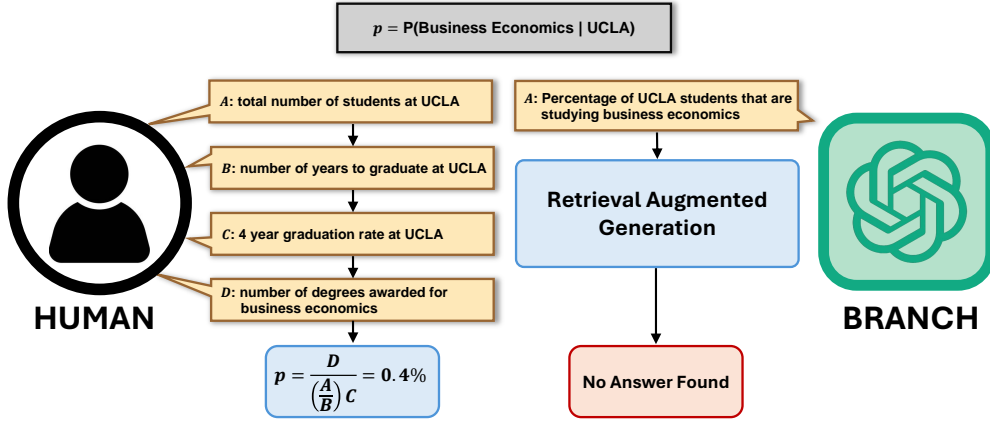 p = P(Business Economics | UCLA)
A: total number of students at UCLA
B: number of years to graduate at UCLA
C: 4 year graduation rate at UCLA
D: number of degrees awarded for
business economics
p = D / ((A/B) C) = 0.4%
HUMAN
A: Percentage of UCLA students that are
studying business economics
Retrieval Augmented
Generation
No Answer Found
BRANCH